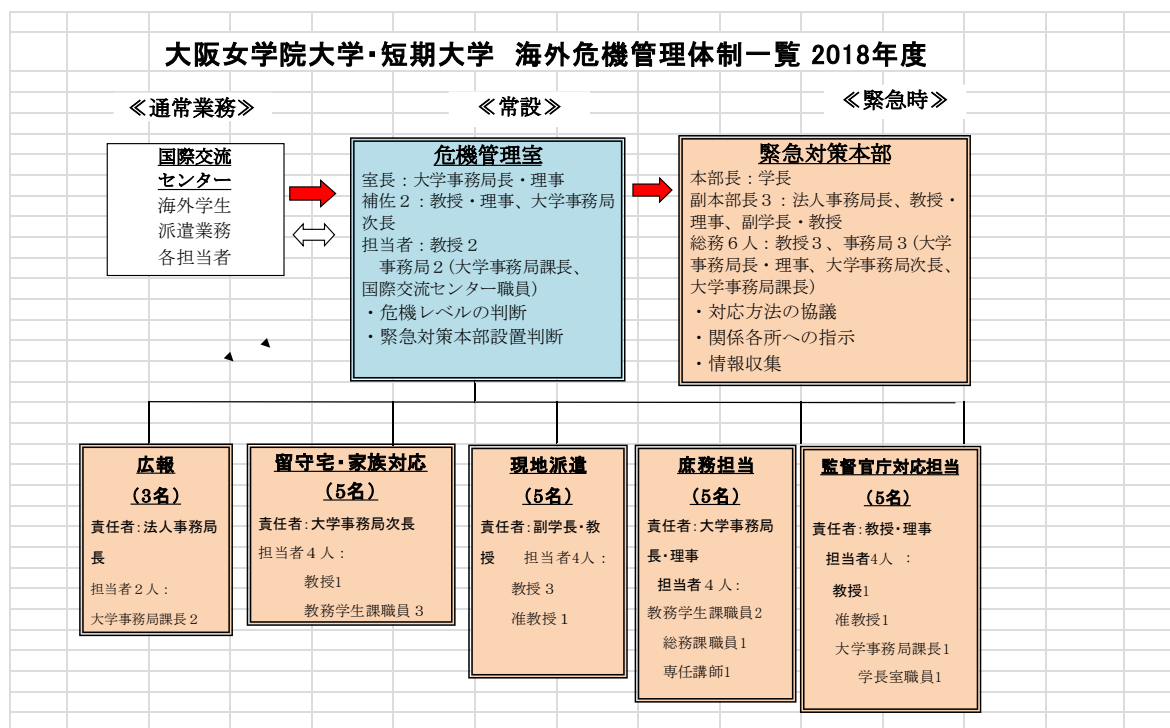 大阪女学院大学・短期大学 海外危機管理体制一覧 2018年度
≪通常業務≫
≪常設≫
≪緊急時≫
国際交流
センター
海外学生
派遣業務
各担当者
危機管理室
室長：大学事務局長・理事
補佐２：教授・理事、大学事務局
次長
担当者：教授２
事務局２(大学事務局課長、
国際交流センター職員)
・危機レベルの判断
・緊急対策本部設置判断
緊急対策本部
本部長：学長
副本部長３：法人事務局長、教授・
理事、副学長・教授
総務６人：教授３、事務局３(大学
事務局長・理事、大学事務局次長、
大学事務局課長)
・対応方法の協議
・関係各所への指示
・情報収集
広報
(3名)
責任者：法人事務局
長
担当者２人：
大学事務局課長２
留守宅・家族対応
(5名)
責任者：大学事務局次長
担当者４人：
教授1
教務学生課職員３
現地派遣
(5名)
責任者：副学長・教
授 担当者4人：
教授３
准教授１
庶務担当
(5名)
責任者：大学事務局
長・理事
担当者４人：
教務学生課職員2
総務課職員1
専任講師1
監督官庁対応担当
(5名)
責任者：教授・理事
担当者4人 ：
教授1
准教授1
大学事務局課長1
学長室職員1